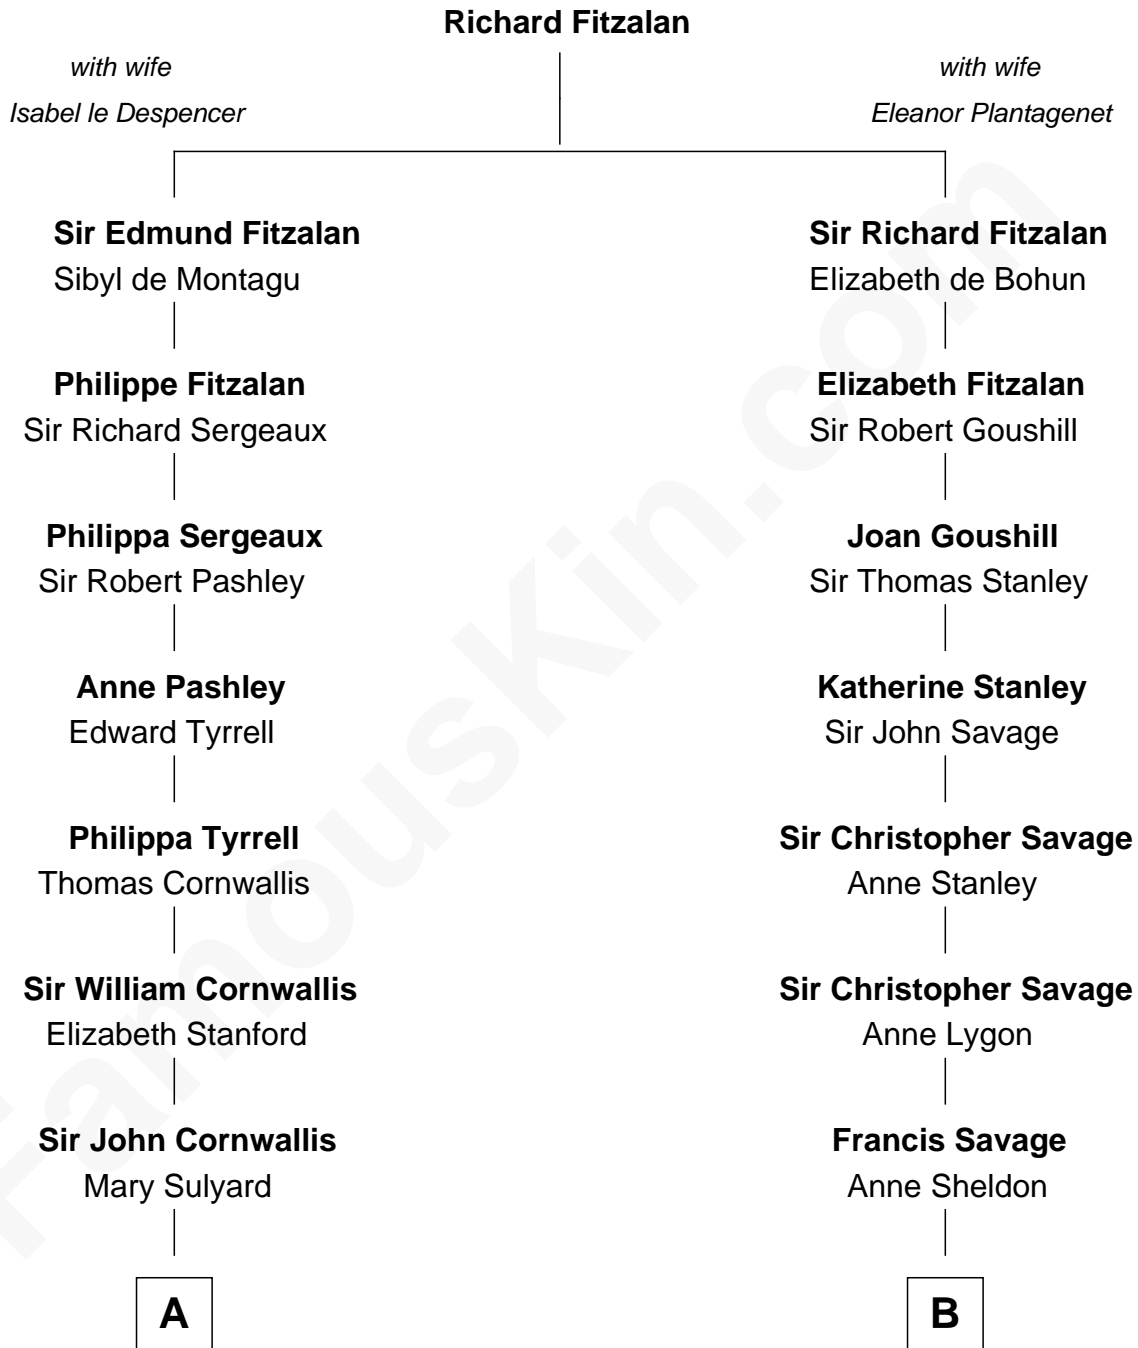 Richard Fitzalan
with wife
Isabel le Despencer
with wife
Eleanor Plantagenet
Sir Edmund Fitzalan
Sibyl de Montagu
Sir Richard Fitzalan
Elizabeth de Bohun
Philippe Fitzalan
Sir Richard Sergeaux
Elizabeth Fitzalan
Sir Robert Goushill
Philippa Sergeaux
Sir Robert Pashley
Joan Goushill
Sir Thomas Stanley
Anne Pashley
Edward Tyrrell
Katherine Stanley
Sir John Savage
Philippa Tyrrell
Thomas Cornwallis
Sir Christopher Savage
Anne Stanley
Sir William Cornwallis
Elizabeth Stanford
Sir Christopher Savage
Anne Lygon
Sir John Cornwallis
Mary Sulyard
Francis Savage
Anne Sheldon
A
B
FamousKin.com